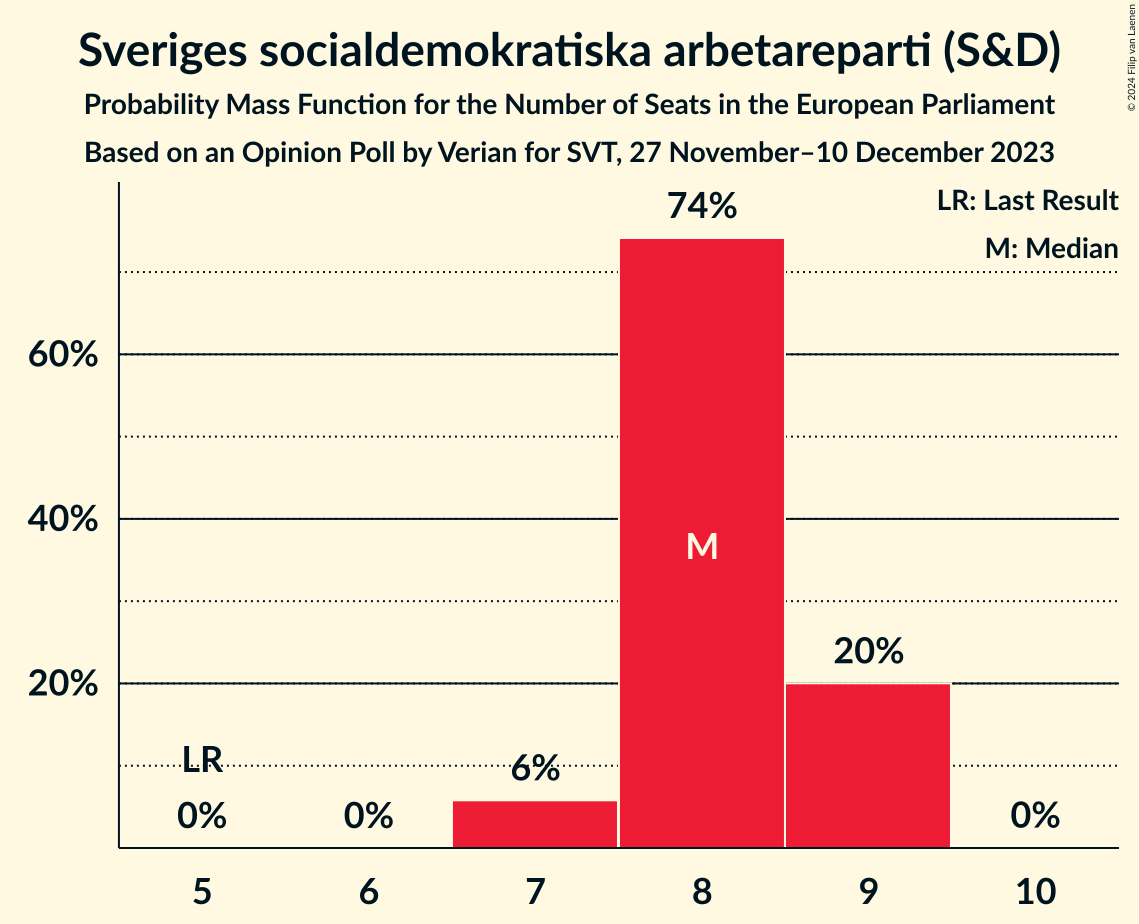 Sveriges socialdemokratiska arbetareparti (S&D)
Probability Mass Function for the Number of Seats in the European Parliament
Based on an Opinion Poll by Verian for SVT, 27 November–10 December 2023
© 2024 Filip van Laenen
LR: Last Result
M: Median
74%
60%
40%
M
20%
20%
LR
6%
0%
0%
0%
5
6
7
8
9
10